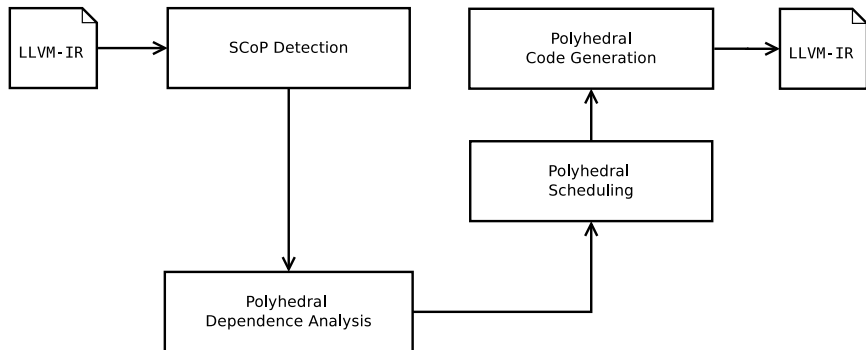 LLVM-IR
SCoP Detection
Polyhedral
Dependence Analysis
Polyhedral
Scheduling
Polyhedral
Code Generation
LLVM-IR